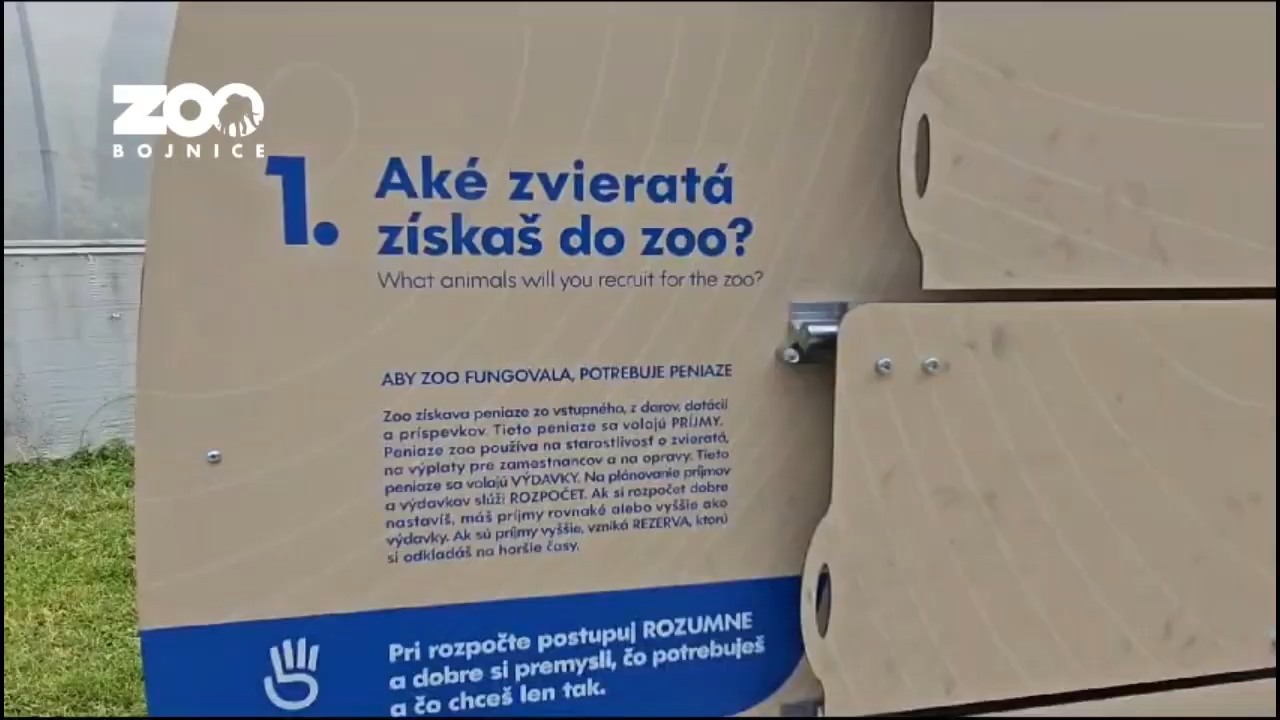 ZOO
BOJNICE
1. Aké zvieratá
získaš do zoo?
What animals will you recruit for the zoo?
ABY ZOO FUNGOVALA, POTREBUJE PENIAZE
Zoo získava peniaze zo vstupného, z darov, dotácií
a príspevkov. Tieto peniaze sa volajú PRÍJMY.
Peniaze zoo používa na starostlivosť o zvieratá,
na výplaty pre zamestnancov a na opravy. Tieto
peniaze sa volajú VÝDAVKY. Na plánovanie príjmov
a výdavkov slúži ROZPOČET. Ak si rozpočet dobre
nastavíš, máš príjmy rovnaké alebo vyššie ako
výdavky. Ak sú príjmy vyššie, vzniká REZERVA, ktorú
si odkladáš na horšie časy.
Pri rozpočte postupuj ROZUMNE
a dobre si premysli, čo potrebuješ
a čo chceš len tak.